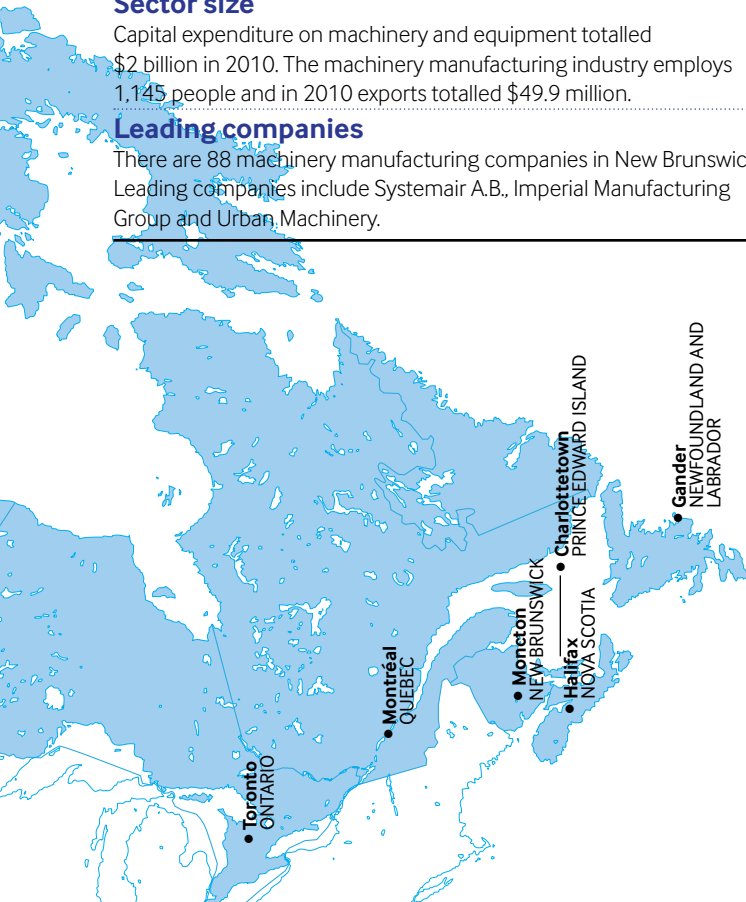 Sector size
Capital expenditure on machinery and equipment totalled
$2 billion in 2010. The machinery manufacturing industry employs
1,145 people and in 2010 exports totalled $49.9 million.
Leading companies
There are 88 machinery manufacturing companies in New Brunswic
Leading companies include Systemair A.B., Imperial Manufacturing
Group and Urban Machinery.
Toronto
ONTARIO
Montréal
QUEBEC
Moncton
NEW BRUNSWICK
Halifax
NOVA SCOTIA
Charlottetown
PRINCE EDWARD ISLAND
Gander
NEWFOUNDLAND AND
LABRADOR